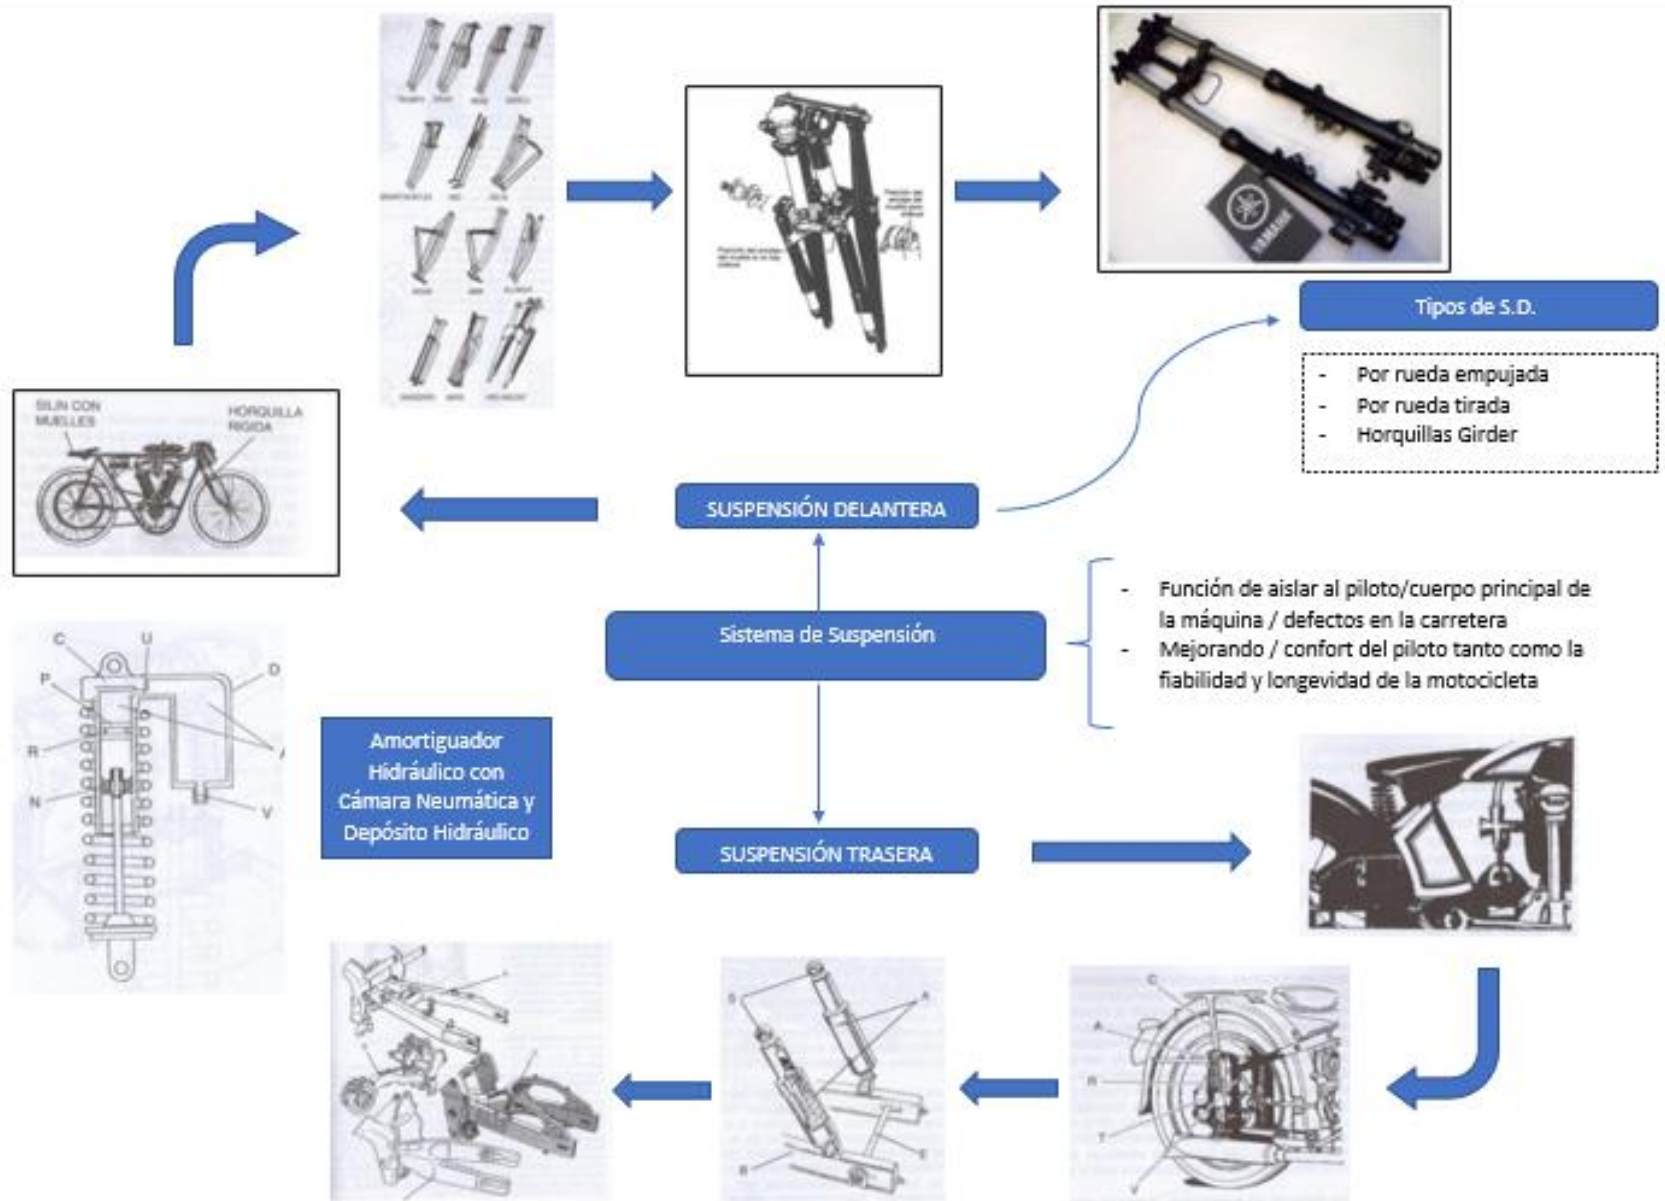 SILIN CON
MUELLES
HORQUILLA
RIGIDA
YAMAHA
Tipos de S.D.
- Por rueda empujada
- Por rueda tirada
- Horquillas Girder
SUSPENSIÓN DELANTERA
Sistema de Suspensión
- Función de aislar al piloto/cuerpo principal de
la máquina / defectos en la carretera
- Mejorando / confort del piloto tanto como la
fiabilidad y longevidad de la motocicleta
C
U
P
D
R
A
N
V
Amortiguador
Hidráulico con
Cámara Neumática y
Depósito Hidráulico
SUSPENSIÓN TRASERA
S
A
B
E
C
A
R
T
V